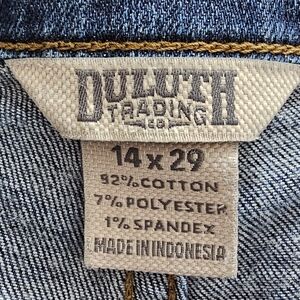 DULUTH
TRADING
CO
14 x 29
92% COTTON
7% POLYESTER
1% SPANDEX
MADE IN INDONESIA